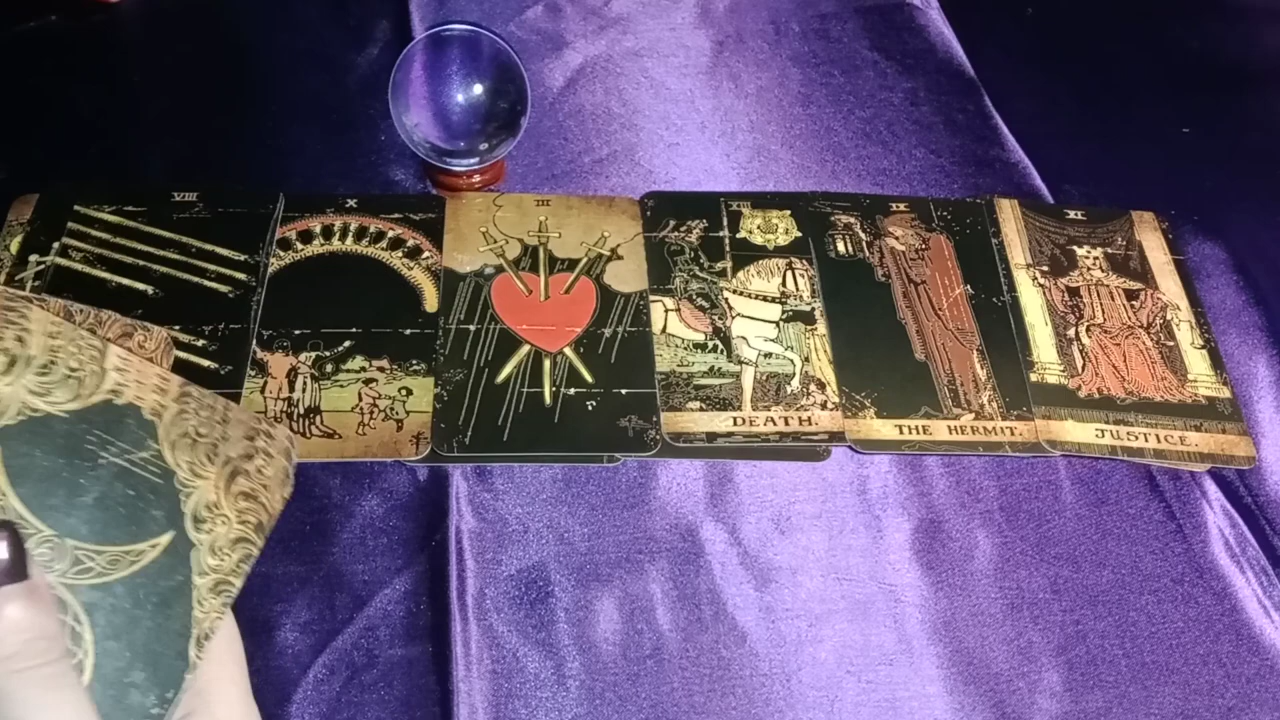 VIII
X
III
XIII
DEATH.
IX
THE HERMIT.
XI
JUSTICE.